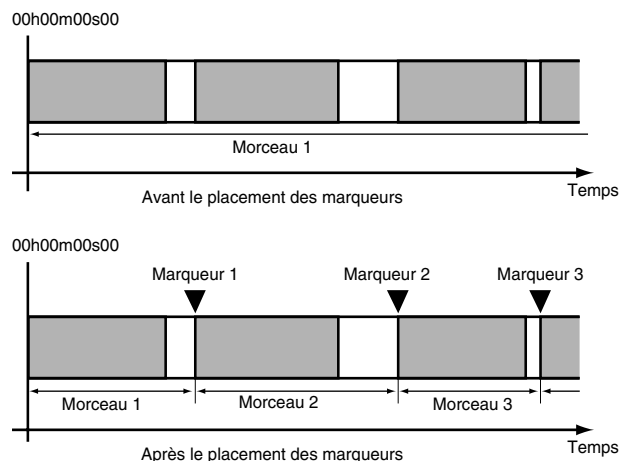 00h00m00s00
Morceau 1
Temps
Avant le placement des marqueurs
00h00m00s00
Marqueur 1 Marqueur 2 Marqueur 3
Morceau 1 Morceau 2 Morceau 3
Temps
Après le placement des marqueurs